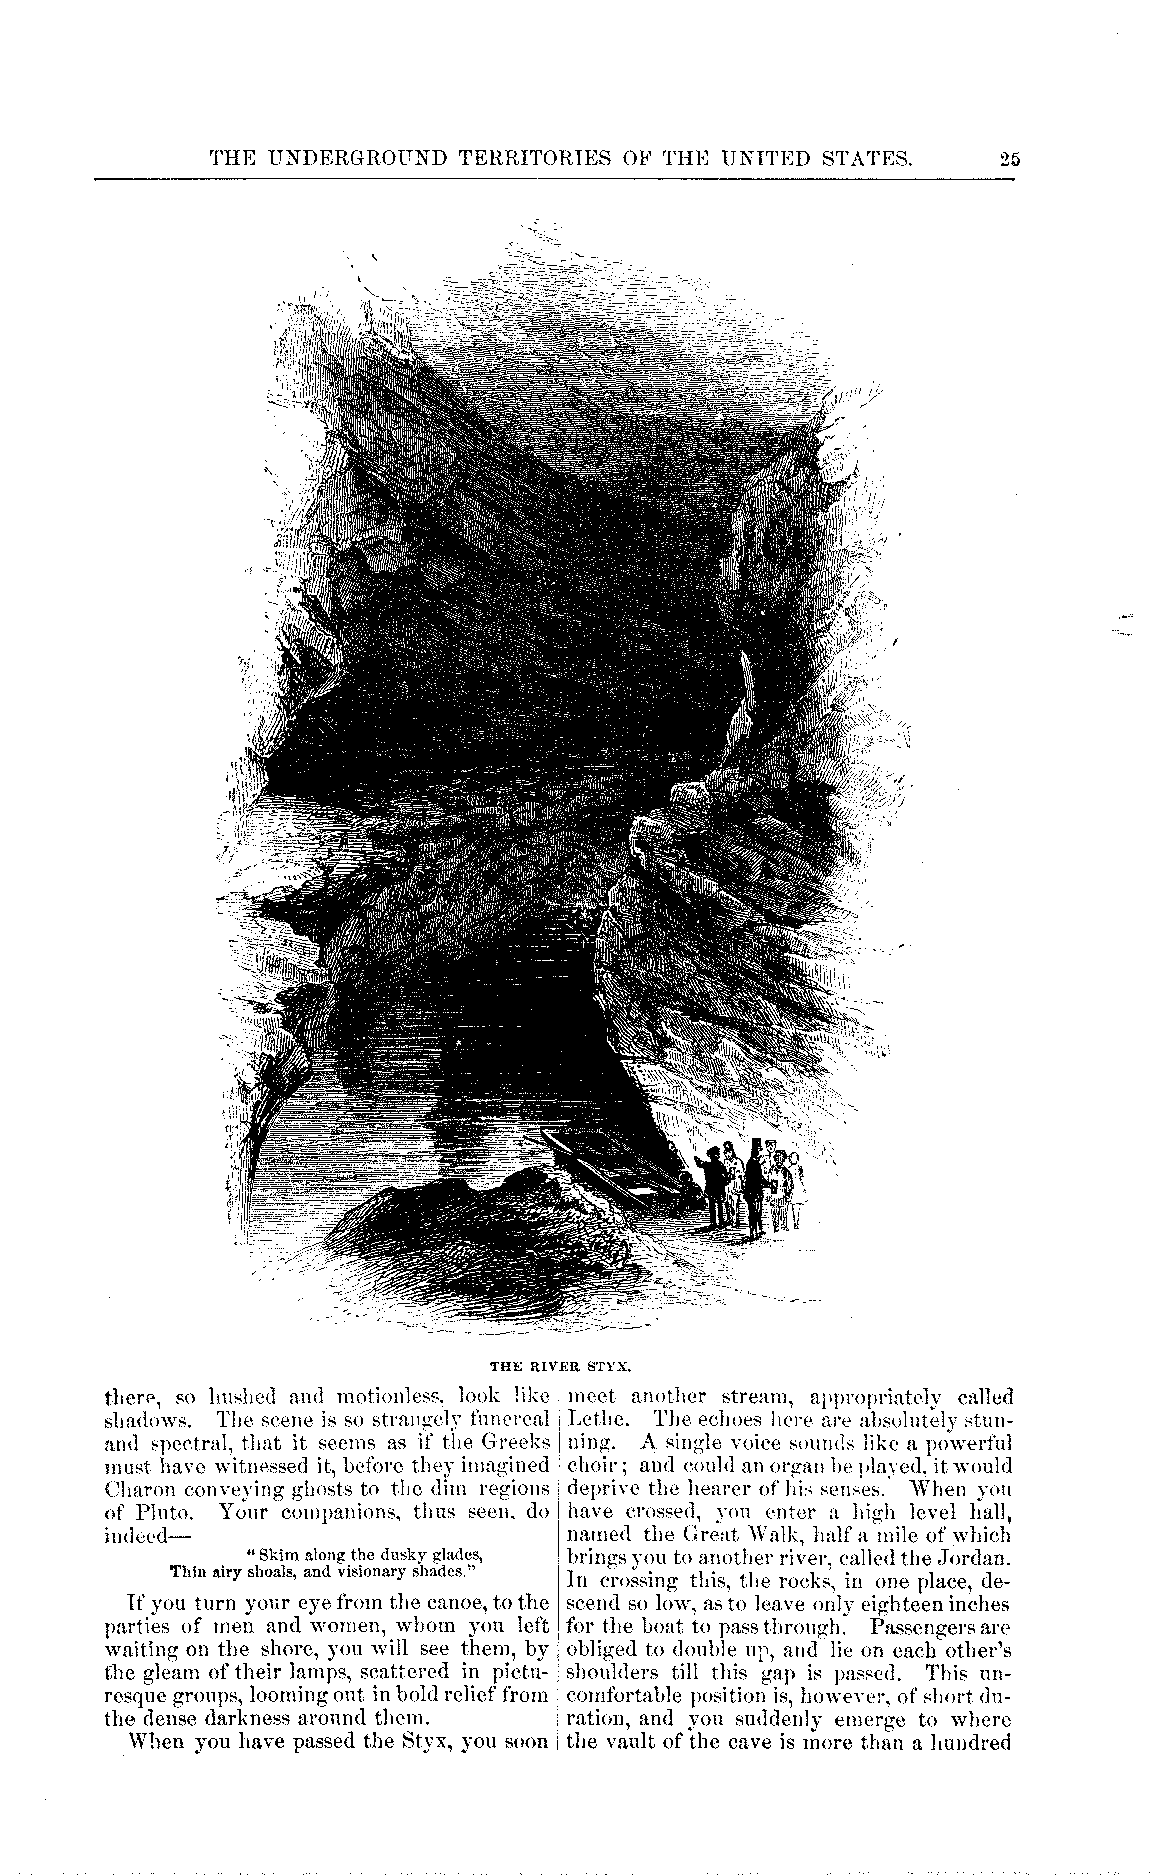 THE UNDERGROUND TERRITORIES OF THE UNITED STATES. 25
THE RIVER STYX.
there, so hushed and motionless, look like
shadows. The scene is so strangely funereal
and spectral, that it seems as if the Greeks
must have witnessed it, before they imagined
Charon conveying ghosts to the dim regions
of Pluto. Your companions, thus seen, do
indeed—
"Skim along the dusky glades,
Thin airy shoals, and visionary shades."
If you turn your eye from the canoe, to the
parties of men and women, whom you left
waiting on the shore, you will see them, by
the gleam of their lamps, scattered in pictu-
resque groups, looming out in bold relief from
the dense darkness around them.
When you have passed the Styx, you soon
meet another stream, appropriately called
Lethe. The echoes here are absolutely stun-
ning. A single voice sounds like a powerful
choir; and could an organ be played, it would
deprive the hearer of his senses. When you
have crossed, you enter a high level hall,
named the Great Walk, half a mile of which
brings you to another river, called the Jordan.
In crossing this, the rocks, in one place, de-
scend so low, as to leave only eighteen inches
for the boat to pass through. Passengers are
obliged to double up, and lie on each other's
shoulders till this gap is passed. This un-
comfortable position is, however, of short du-
ration, and you suddenly emerge to where
the vault of the cave is more than a hundred